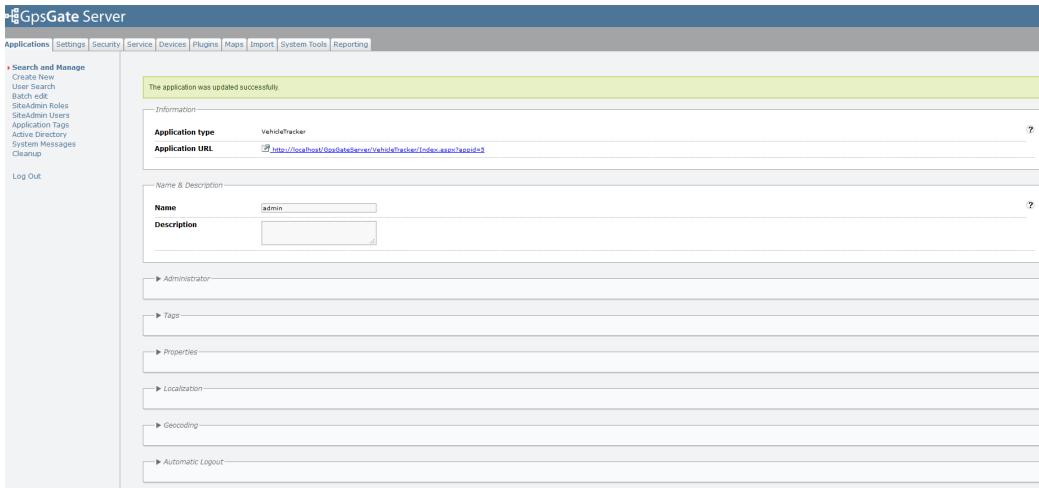 GpsGate Server
Applications Settings Security Service Devices Plugins Maps Import System Tools Reporting
Search and Manage
Create New
User Search
Batch edit
SiteAdmin Roles
SiteAdmin Users
Application Tags
Active Directory
System Messages
Cleanup
Log Out
The application was updated successfully.
Information
Application type VehicleTracker ?
Application URL http://localhost/GpsGateServer/VehicleTracker/Index.aspx?appid=5
Name & Description
Name admin ?
Description
Administrator
Tags
Properties
Localization
Geocoding
Automatic Logout